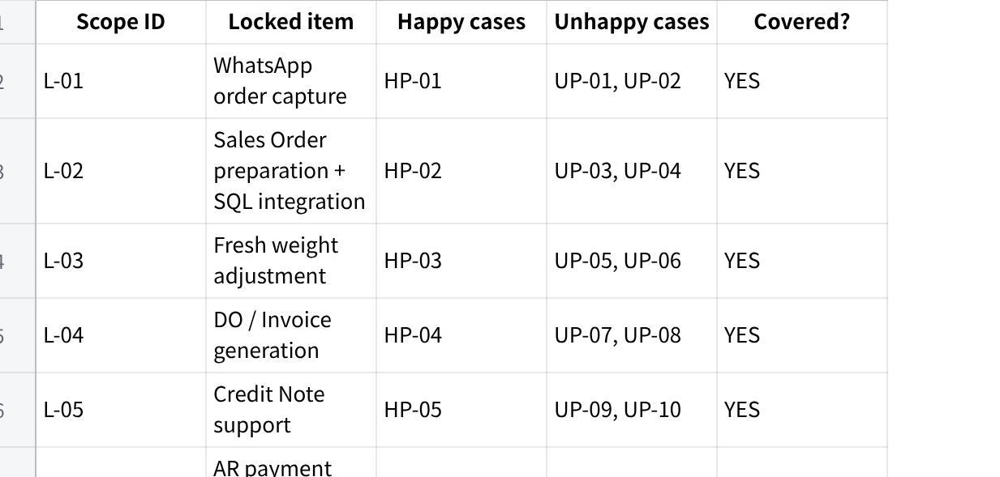 1 Scope ID Locked item Happy cases Unhappy cases Covered?
2 L-01 WhatsApp order capture HP-01 UP-01, UP-02 YES
3 L-02 Sales Order preparation + SQL integration HP-02 UP-03, UP-04 YES
4 L-03 Fresh weight adjustment HP-03 UP-05, UP-06 YES
5 L-04 DO / Invoice generation HP-04 UP-07, UP-08 YES
6 L-05 Credit Note support HP-05 UP-09, UP-10 YES
AR payment